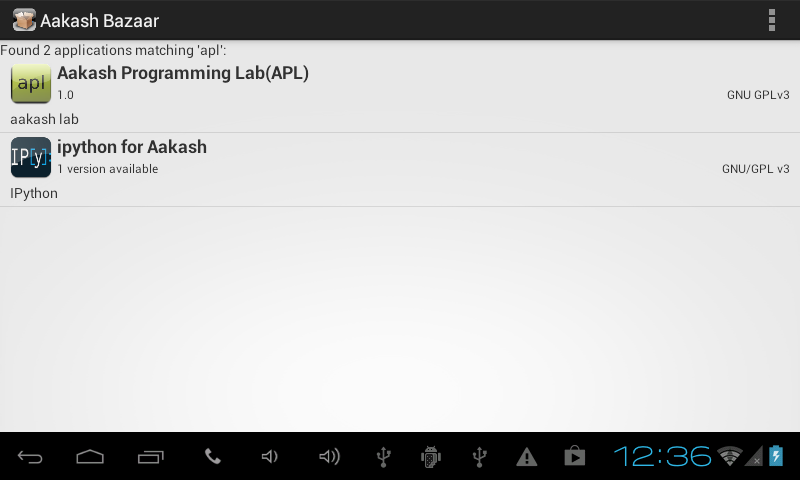 Aakash Bazaar
Found 2 applications matching 'apl':
apl
Aakash Programming Lab(APL)
1.0
GNU GPLv3
aakash lab
IP[y]:
ipython for Aakash
1 version available
GNU/GPL v3
IPython
12:36